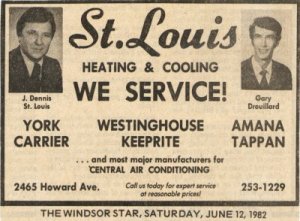 St. Louis
HEATING & COOLING
WE SERVICE!
J. Dennis
St. Louis
Gary
Drouillard
YORK WESTINGHOUSE AMANA
CARRIER KEEPRITE TAPPAN
. . . and most major manufacturers for
CENTRAL AIR CONDITIONING
2465 Howard Ave. Call us today for expert service 253-1229
at reasonable prices!
THE WINDSOR STAR, SATURDAY, JUNE 12, 1982